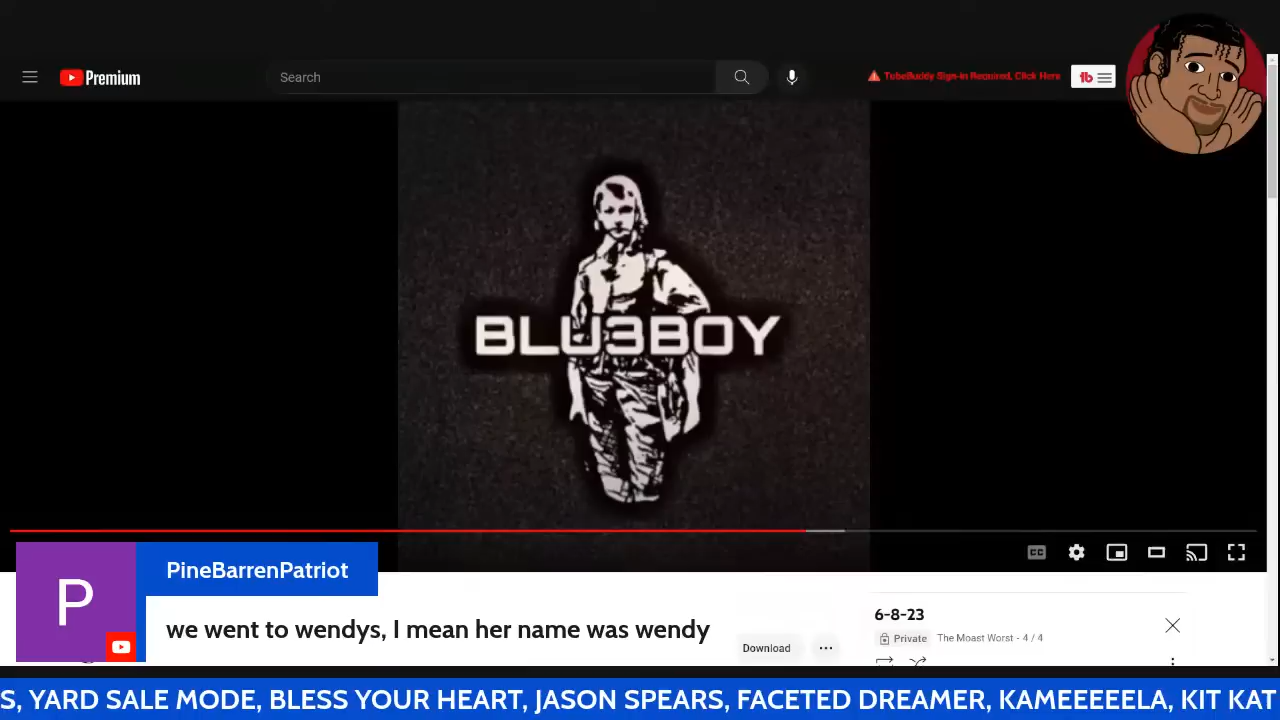 Premium
Search
TubeBuddy Sign-in Required, Click Here
tb
BLU3BOY
CC
P
PineBarrenPatriot
we went to wendys, I mean her name was wendy
Download
6-8-23
Private The Moast Worst - 4 / 4
S, YARD SALE MODE, BLESS YOUR HEART, JASON SPEARS, FACETED DREAMER, KAMEEEEELA, KIT KAT